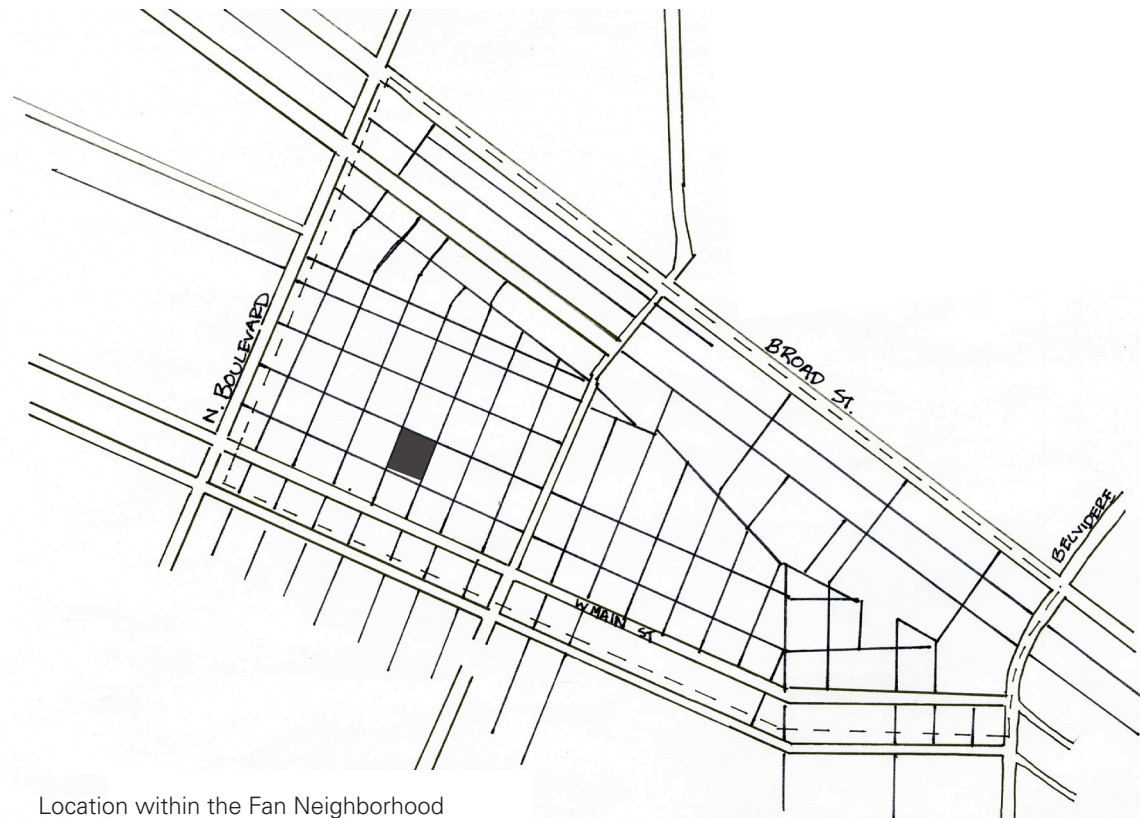 N. BOULEVARD
BROAD ST.
BELVIDERE
W MAIN ST
Location within the Fan Neighborhood